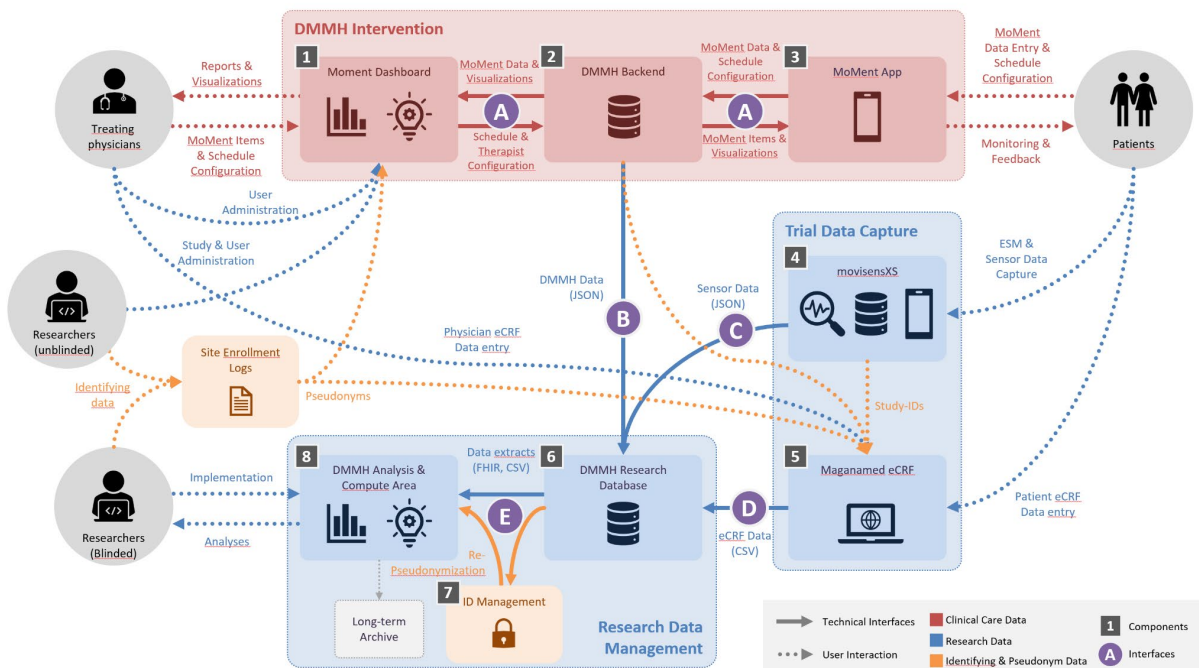 DMMH Intervention
1
Moment Dashboard
2
DMMH Backend
3
MoMent App
Reports &
Visualizations
MoMent Data &
Visualizations
MoMent Data &
Schedule
Configuration
MoMent
Data Entry &
Schedule
Configuration
A
A
Treating
physicians
MoMent Items
& Schedule
Configuration
Schedule &
Therapist
Configuration
MoMent Items
& Visualizations
Monitoring &
Feedback
Patients
User
Administration
Study & User
Administration
Trial Data Capture
4
movisensXS
ESM &
Sensor Data
Capture
DMMH Data
(JSON)
Sensor Data
(JSON)
B
C
Researchers
(unblinded)
Physician eCRF
Data entry
Site Enrollment
Logs
Identifying
data
Pseudonyms
Study-IDs
8
DMMH Analysis &
Compute Area
Data extracts
(FHIR, CSV)
6
DMMH Research
Database
5
Maganamed eCRF
Implementation
Researchers
(Blinded)
Analyses
E
D
eCRF Data
(CSV)
Patient eCRF
Data entry
Re-
Pseudonymization
7
ID Management
Long-term
Archive
Research Data
Management
Technical Interfaces
User Interaction
Clinical Care Data
Research Data
Identifying & Pseudonym Data
1
Components
A
Interfaces